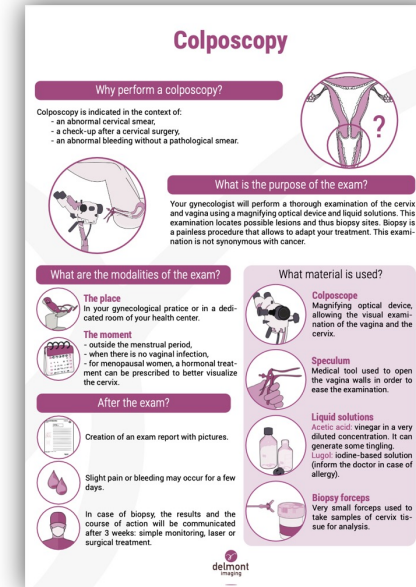 Colposcopy
Why perform a colposcopy?
Colposcopy is indicated in the context of:
- an abnormal cervical smear,
- a check-up after a cervical surgery,
- an abnormal bleeding without a pathological smear.
?
What is the purpose of the exam?
Your gynecologist will perform a thorough examination of the cervix
and vagina using a magnifying optical device and liquid solutions. This
examination locates possible lesions and thus biopsy sites. Biopsy is
a painless procedure that allows to adapt your treatment. This exami-
nation is not synonymous with cancer.
What are the modalities of the exam?
The place
In your gynecological pratice or in a dedi-
cated room of your health center.
The moment
- outside the menstrual period,
- when there is no vaginal infection,
- for menopausal women, a hormonal treat-
ment can be prescribed to better visualize
the cervix.
After the exam?
Creation of an exam report with pictures.
Slight pain or bleeding may occur for a few
days.
In case of biopsy, the results and the
course of action will be communicated
after 3 weeks: simple monitoring, laser or
surgical treatment.
What material is used?
Colposcope
Magnifying optical device,
allowing the visual exami-
nation of the vagina and the
cervix.
Speculum
Medical tool used to open
the vagina walls in order to
ease the examination.
Liquid solutions
Acetic acid: vinegar in a very
diluted concentration. It can
generate some tingling.
Lugol: iodine-based solution
(inform the doctor in case of
allergy).
Biopsy forceps
Very small forceps used to
take samples of cervix tis-
sue for analysis.
delmont
imaging